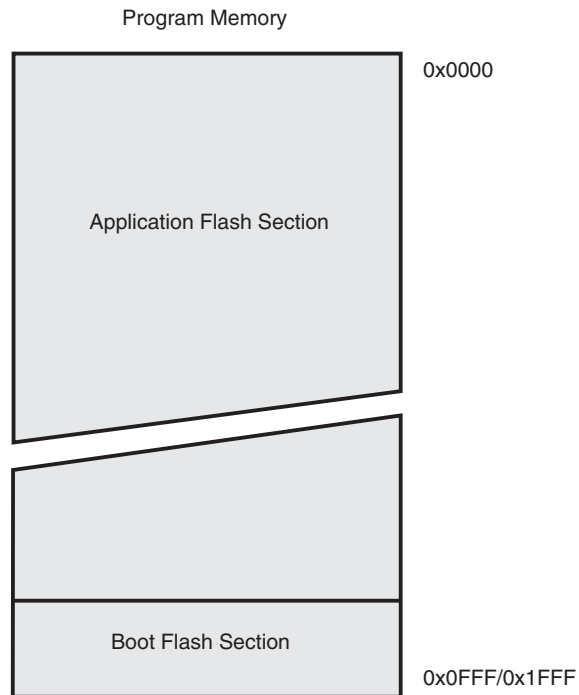 Program Memory
0x0000
Application Flash Section
Boot Flash Section
0x0FFF/0x1FFF